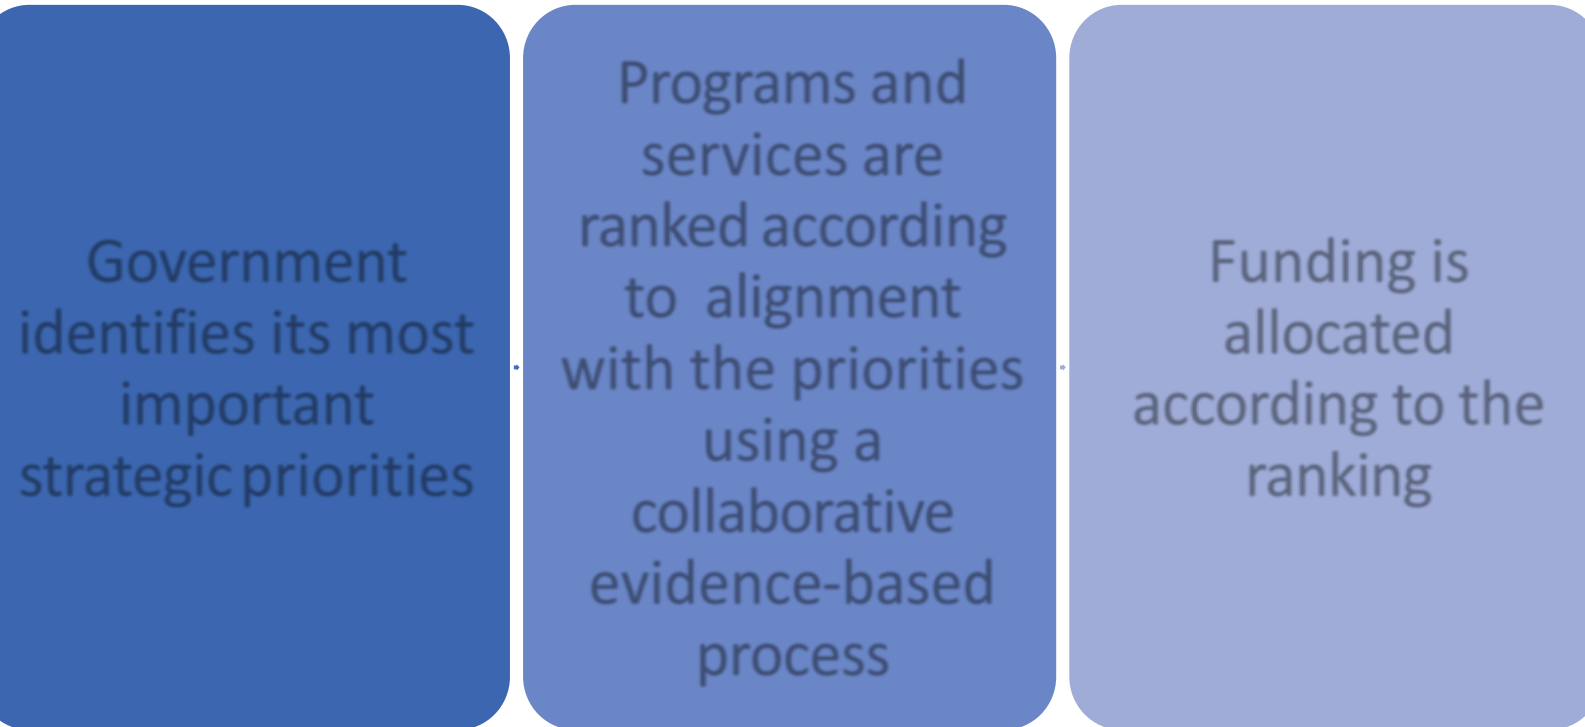 Government
identifies its most
important
strategic priorities
Programs and
services are
ranked according
to alignment
with the priorities
using a
collaborative
evidence-based
process
Funding is
allocated
according to the
ranking